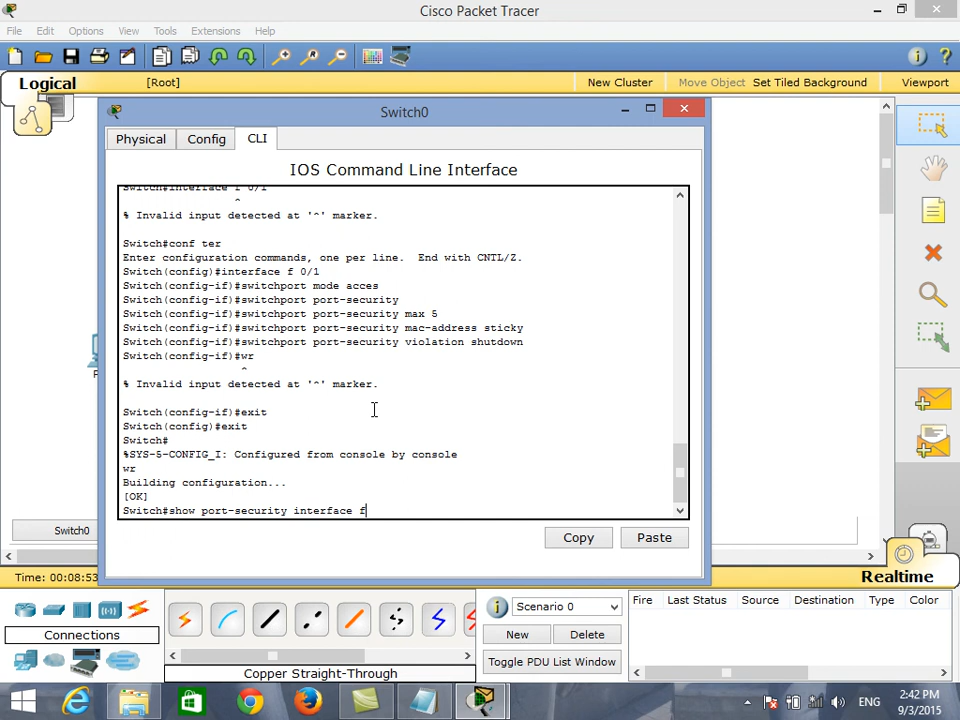 Cisco Packet Tracer
File Edit Options View Tools Extensions Help
Logical
[Root]
New Cluster
Move Object
Set Tiled Background
Viewport
Switch0
Physical
Config
CLI
IOS Command Line Interface
Switch#interface f 0/1
^
% Invalid input detected at '^' marker.
Switch#conf ter
Enter configuration commands, one per line. End with CNTL/Z.
Switch(config)#interface f 0/1
Switch(config-if)#switchport mode acces
Switch(config-if)#switchport port-security
Switch(config-if)#switchport port-security max 5
Switch(config-if)#switchport port-security mac-address sticky
Switch(config-if)#switchport port-security violation shutdown
Switch(config-if)#wr
^
% Invalid input detected at '^' marker.
Switch(config-if)#exit
Switch(config)#exit
Switch#
%SYS-5-CONFIG_I: Configured from console by console
wr
Building configuration...
[OK]
Switch#show port-security interface f
Copy
Paste
Switch0
Time: 00:08:53
Realtime
Connections
Copper Straight-Through
Scenario 0
New
Delete
Toggle PDU List Window
Fire Last Status Source Destination Type Color
ENG
2:42 PM
9/3/2015